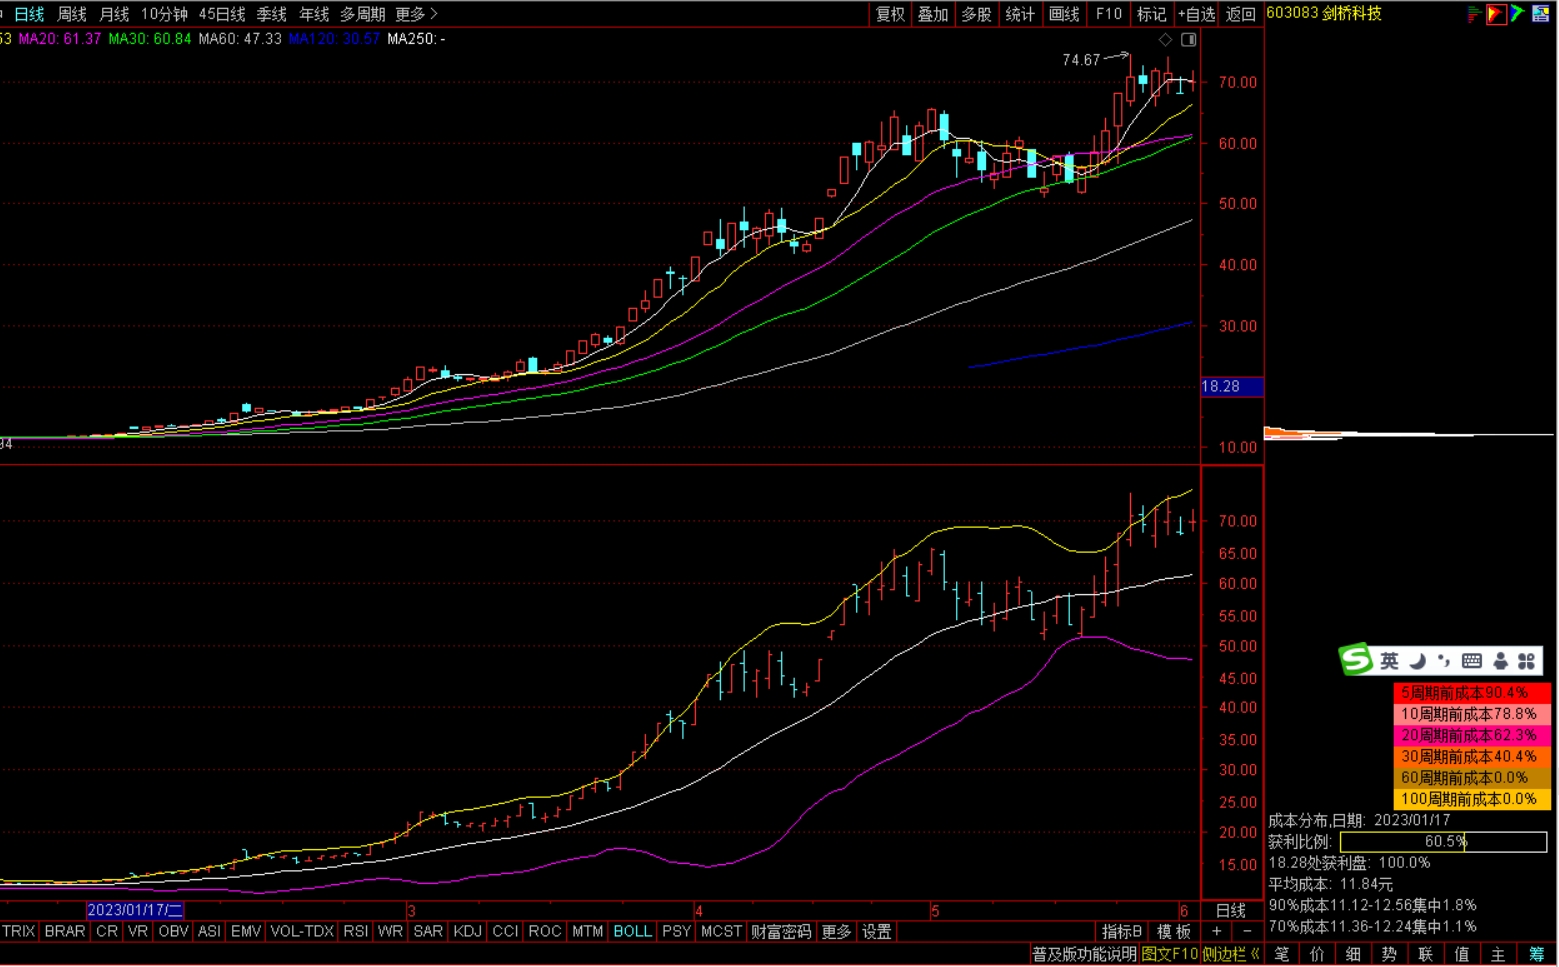 日线 周线 月线 10分钟 45日线 季线 年线 多周期 更多 >
复权 叠加 多股 统计 画线 F10 标记 +自选 返回
603083 剑桥科技
53 MA20: 61.37 MA30: 60.84 MA60: 47.33 MA120: 30.57 MA250: -
74.67
70.00
60.00
50.00
40.00
30.00
18.28
10.00
94
70.00
65.00
60.00
55.00
50.00
45.00
40.00
35.00
30.00
25.00
20.00
15.00
英
5周期前成本90.4%
10周期前成本78.8%
20周期前成本62.3%
30周期前成本40.4%
60周期前成本0.0%
100周期前成本0.0%
成本分布,日期: 2023/01/17
获利比例: 60.5%
18.28处获利盘: 100.0%
平均成本: 11.84元
90%成本11.12-12.56集中1.8%
70%成本11.36-12.24集中1.1%
2023/01/17/二 3 4 5 6 日线
TRIX BRAR CR VR OBV ASI EMV VOL-TDX RSI WR SAR KDJ CCI ROC MTM BOLL PSY MCST 财富密码 更多 设置 指标B 模板 + -
普及版功能说明 图文F10 侧边栏 《 笔 价 细 势 联 值 主 筹